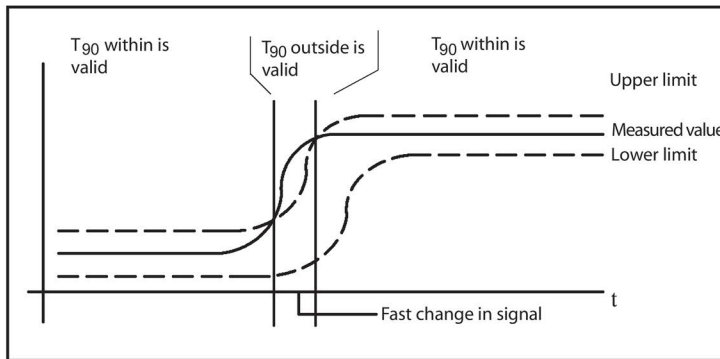 T90 within is
valid
T90 outside is
valid
T90 within is
valid
Upper limit
Measured value
Lower limit
t
Fast change in signal